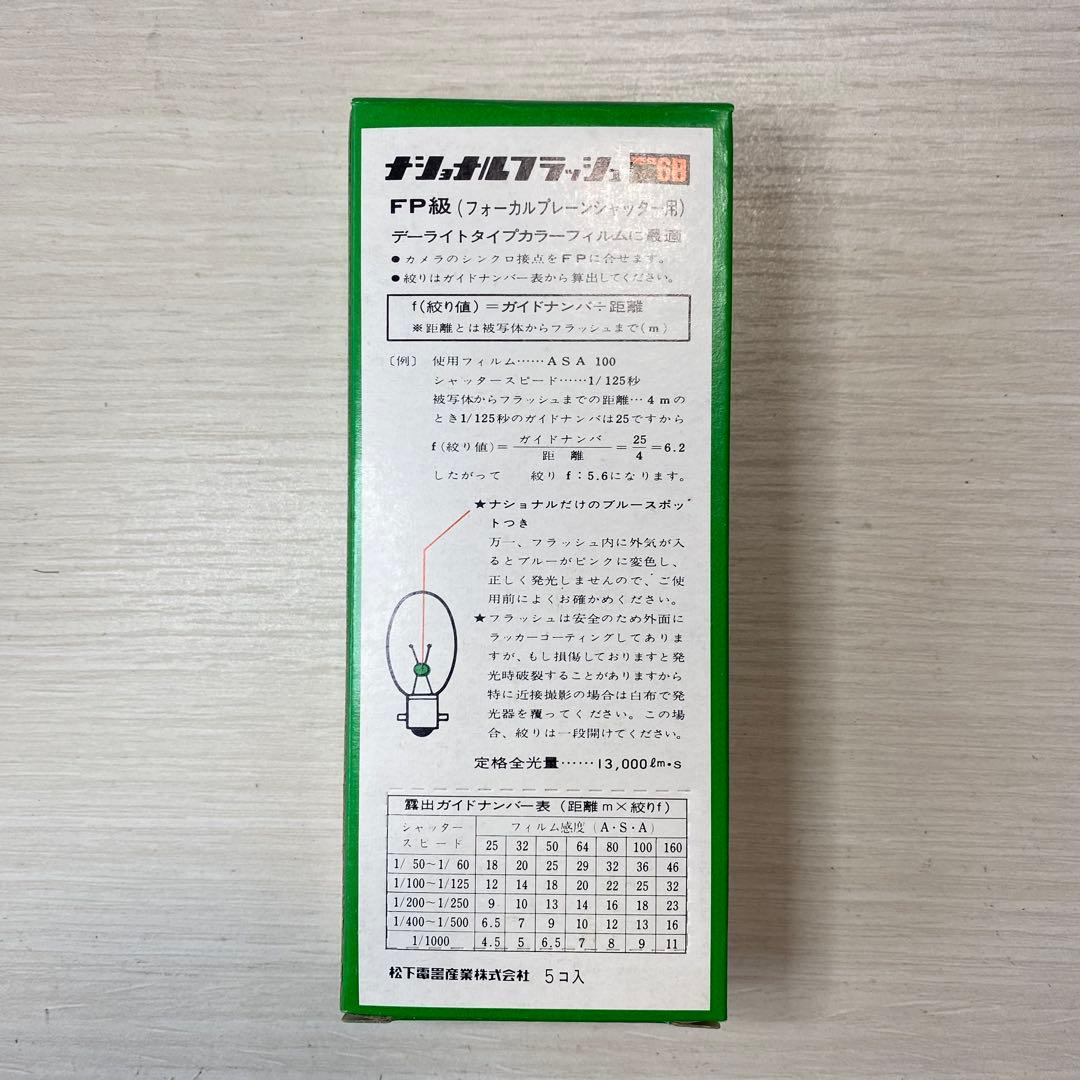 ナショナルフラッシュ 6B
FP級(フォーカルプレーンシャッター用)
デーライトタイプカラーフィルムに最適
●カメラのシンクロ接点をFPに合せます。
●絞りはガイドナンバー表から算出してください。
f(絞り値)=ガイドナンバ÷距離
※距離とは被写体からフラッシュまで(m)
〔例〕 使用フィルム……ASA 100
シャッタースピード……1/125秒
被写体からフラッシュまでの距離…4mの
とき1/125秒のガイドナンバは25ですから
f(絞り値)=ガイドナンバ/距離=25/4=6.2
したがって 絞り f:5.6になります。
★ナショナルだけのブルースポッ
トつき
万一、フラッシュ内に外気が入
るとブルーがピンクに変色し、
正しく発光しませんので、ご使
用前によくお確かめください。
★フラッシュは安全のため外面に
ラッカーコーティングしてありま
すが、もし損傷しておりますと発
光時破裂することがありますから
特に近接撮影の場合は白布で発
光器を覆ってください。この場
合、絞りは一段開けてください。
定格全光量……13,000ℓm・s
露出ガイドナンバー表(距離m×絞りf)
シャッタースピード フィルム感度(A・S・A)
25 32 50 64 80 100 160
1/50~1/60 18 20 25 29 32 36 46
1/100~1/125 12 14 18 20 22 25 32
1/200~1/250 9 10 13 14 16 18 23
1/400~1/500 6.5 7 9 10 12 13 16
1/1000 4.5 5 6.5 7 8 9 11
松下電器産業株式会社 5コ入